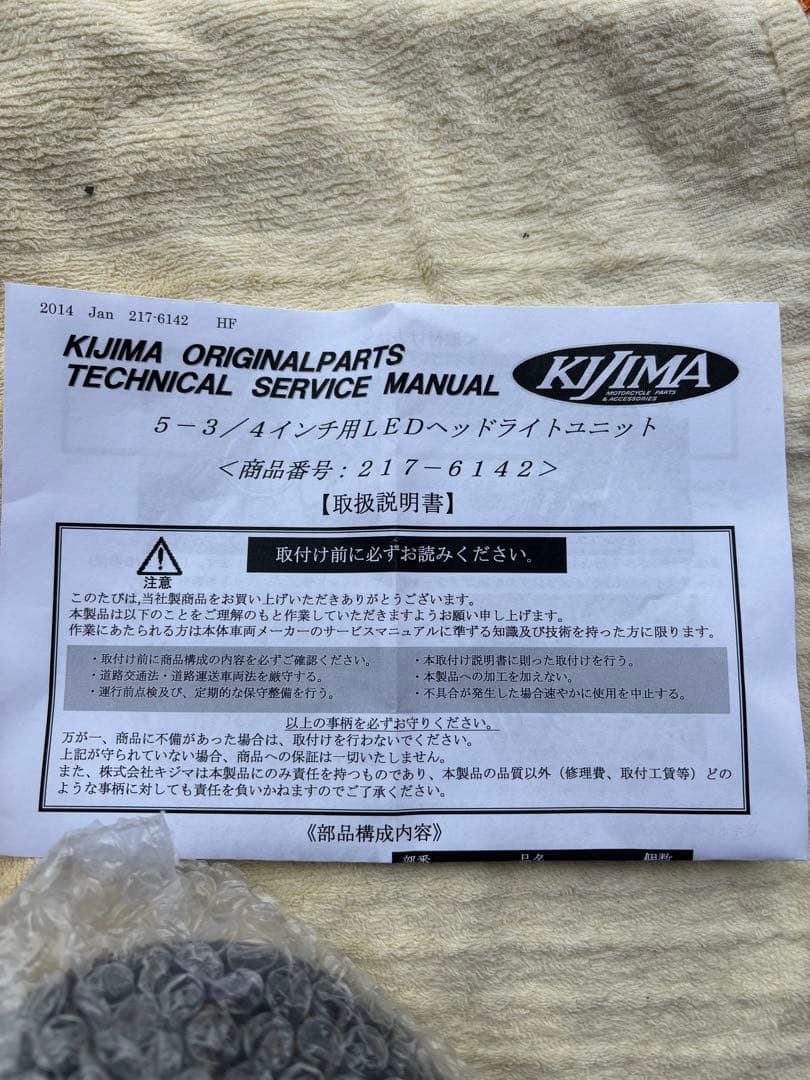 2014 Jan 217-6142 HF
KIJIMA ORIGINALPARTS
TECHNICAL SERVICE MANUAL
KIJIMA
MOTORCYCLE PARTS
& ACCESSORIES
5－3／4インチ用LEDヘッドライトユニット
＜商品番号：217－6142＞
【取扱説明書】
注意
取付け前に必ずお読みください。
このたびは,当社製商品をお買い上げいただきありがとうございます。
本製品は以下のことをご理解のもと作業していただきますようお願い申し上げます。
作業にあたられる方は本体車両メーカーのサービスマニュアルに準ずる知識及び技術を持った方に限ります。
・取付け前に商品構成の内容を必ずご確認ください。
・道路交通法・道路運送車両法を厳守する。
・運行前点検及び、定期的な保守整備を行う。
・本取付け説明書に則った取付けを行う。
・本製品への加工を加えない。
・不具合が発生した場合速やかに使用を中止する。
以上の事柄を必ずお守りください。
万が一、商品に不備があった場合は、取付けを行わないでください。
上記が守られていない場合、商品への保証は一切いたしません。
また、株式会社キジマは本製品にのみ責任を持つものであり、本製品の品質以外（修理費、取付工賃等）どの
ような事柄に対しても責任を負いかねますのでご了承ください。
《部品構成内容》
部番 品名 個数